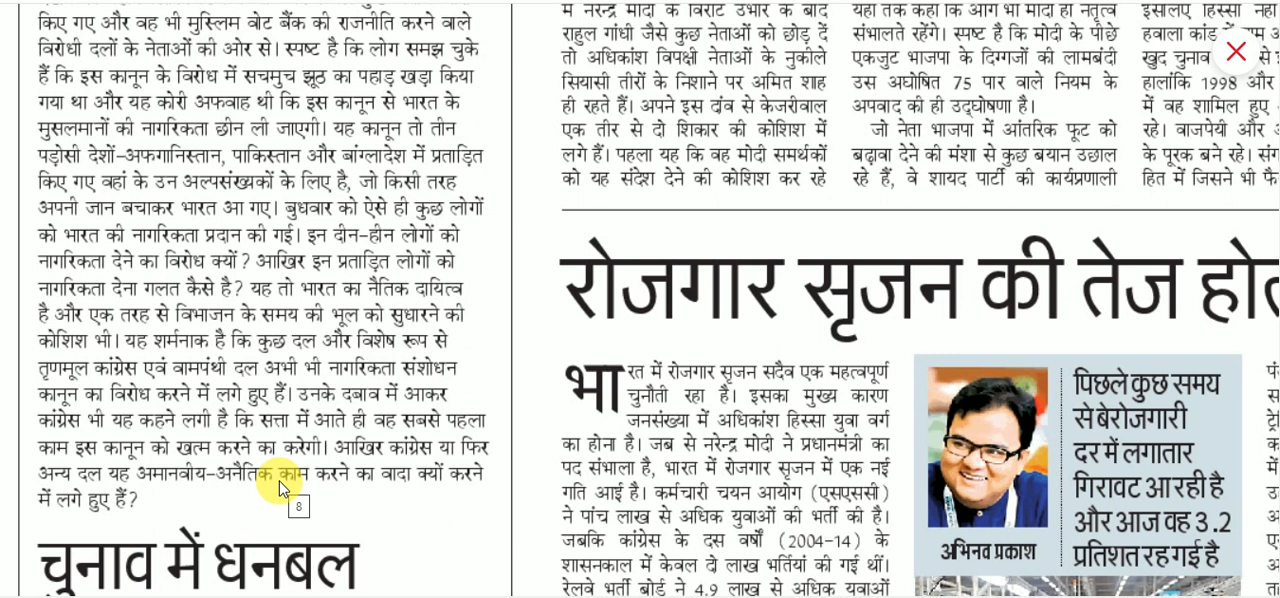 किए गए और वह भी मुस्लिम वोट बैंक की राजनीति करने वाले
विरोधी दलों के नेताओं की ओर से। स्पष्ट है कि लोग समझ चुके
हैं कि इस कानून के विरोध में सचमुच झूठ का पहाड़ खड़ा किया
गया था और यह कोरी अफवाह थी कि इस कानून से भारत के
मुसलमानों की नागरिकता छीन ली जाएगी। यह कानून तो तीन
पड़ोसी देशों-अफगानिस्तान, पाकिस्तान और बांग्लादेश में प्रताड़ित
किए गए वहां के उन अल्पसंख्यकों के लिए है, जो किसी तरह
अपनी जान बचाकर भारत आ गए। बुधवार को ऐसे ही कुछ लोगों
को भारत की नागरिकता प्रदान की गई। इन दीन-हीन लोगों को
नागरिकता देने का विरोध क्यों? आखिर इन प्रताड़ित लोगों को
नागरिकता देना गलत कैसे है? यह तो भारत का नैतिक दायित्व
है और एक तरह से विभाजन के समय की भूल को सुधारने की
कोशिश भी। यह शर्मनाक है कि कुछ दल और विशेष रूप से
तृणमूल कांग्रेस एवं वामपंथी दल अभी भी नागरिकता संशोधन
कानून का विरोध करने में लगे हुए हैं। उनके दबाव में आकर
कांग्रेस भी यह कहने लगी है कि सत्ता में आते ही वह सबसे पहला
काम इस कानून को खत्म करने का करेगी। आखिर कांग्रेस या फिर
अन्य दल यह अमानवीय-अनैतिक काम करने का वादा क्यों करने
में लगे हुए हैं?
8
चुनाव में धनबल
में नरेन्द्र मोदी के विराट उभार के बाद
राहुल गांधी जैसे कुछ नेताओं को छोड़ दें
तो अधिकांश विपक्षी नेताओं के नुकीले
सियासी तीरों के निशाने पर अमित शाह
ही रहते हैं। अपने इस दांव से केजरीवाल
एक तीर से दो शिकार की कोशिश में
लगे हैं। पहला यह कि वह मोदी समर्थकों
को यह संदेश देने की कोशिश कर रहे
यहां तक कहा कि आगे भी मोदी ही नेतृत्व
संभालते रहेंगे। स्पष्ट है कि मोदी के पीछे
एकजुट भाजपा के दिग्गजों की लामबंदी
उस अघोषित 75 पार वाले नियम के
अपवाद की ही उद्घोषणा है।
जो नेता भाजपा में आंतरिक फूट को
बढ़ावा देने की मंशा से कुछ बयान उछाल
रहे हैं, वे शायद पार्टी की कार्यप्रणाली
इसलिए हिस्सा नहीं
हवाला कांड में
खुद चुनाव से
हालांकि 1998 और
में वह शामिल हुए
रहे। वाजपेयी और
के पूरक बने रहे।
हित में जिसने भी
रोजगार सृजन की तेज
भारत में रोजगार सृजन सदैव एक महत्वपूर्ण
चुनौती रहा है। इसका मुख्य कारण
जनसंख्या में अधिकांश हिस्सा युवा वर्ग
का होना है। जब से नरेन्द्र मोदी ने प्रधानमंत्री का
पद संभाला है, भारत में रोजगार सृजन में एक नई
गति आई है। कर्मचारी चयन आयोग (एसएससी)
ने पांच लाख से अधिक युवाओं की भर्ती की है।
जबकि कांग्रेस के दस वर्षों (2004-14) के
शासनकाल में केवल दो लाख भर्तियां की गई थीं।
रेलवे भर्ती बोर्ड ने 4.9 लाख से अधिक युवाओं
अभिनव प्रकाश
पिछले कुछ समय
से बेरोजगारी
दर में लगातार
गिरावट आ रही है
और आज वह 3.2
प्रतिशत रह गई है